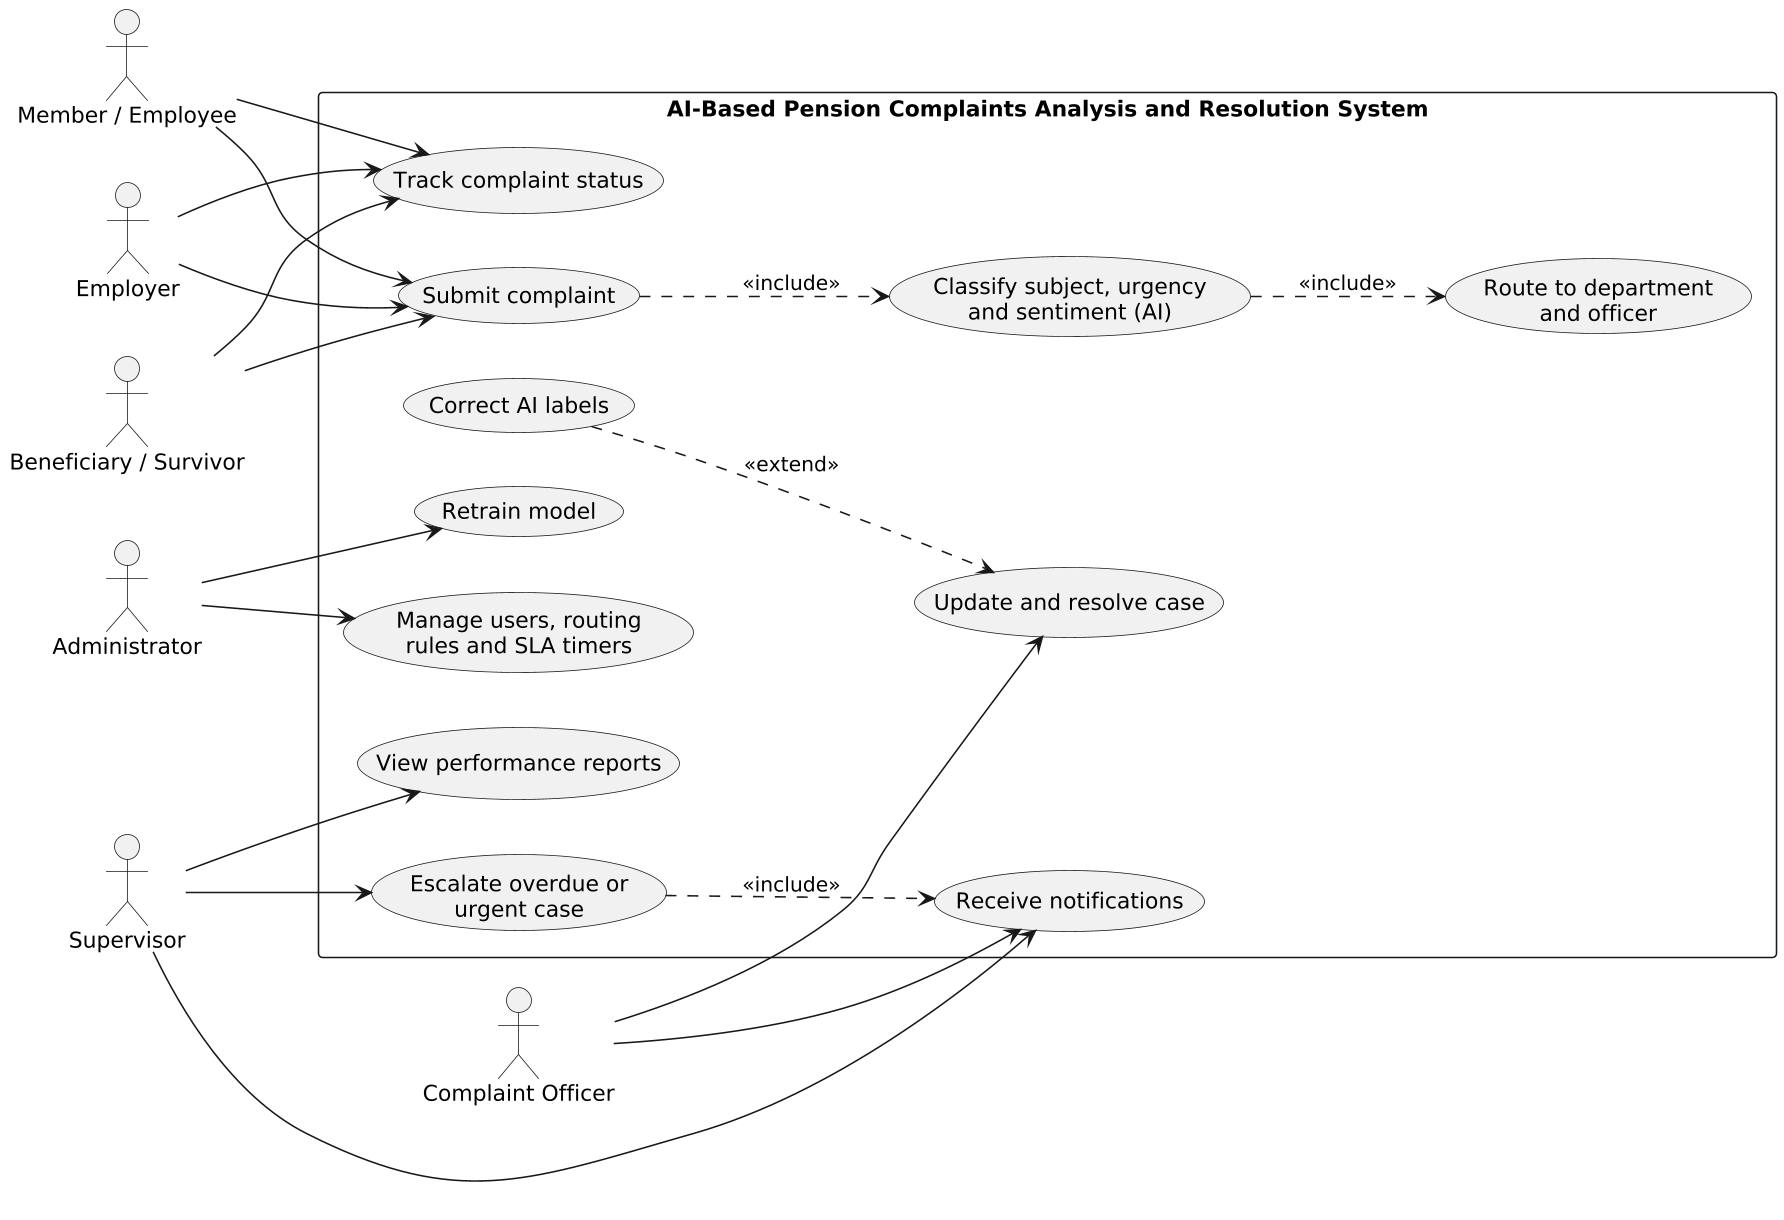 Member / Employee
AI-Based Pension Complaints Analysis and Resolution System
Track complaint status
Employer
Submit complaint
«include»
Classify subject, urgency
and sentiment (AI)
«include»
Route to department
and officer
Beneficiary / Survivor
Correct AI labels
«extend»
Retrain model
Administrator
Manage users, routing
rules and SLA timers
Update and resolve case
View performance reports
Supervisor
Escalate overdue or
urgent case
«include»
Receive notifications
Complaint Officer